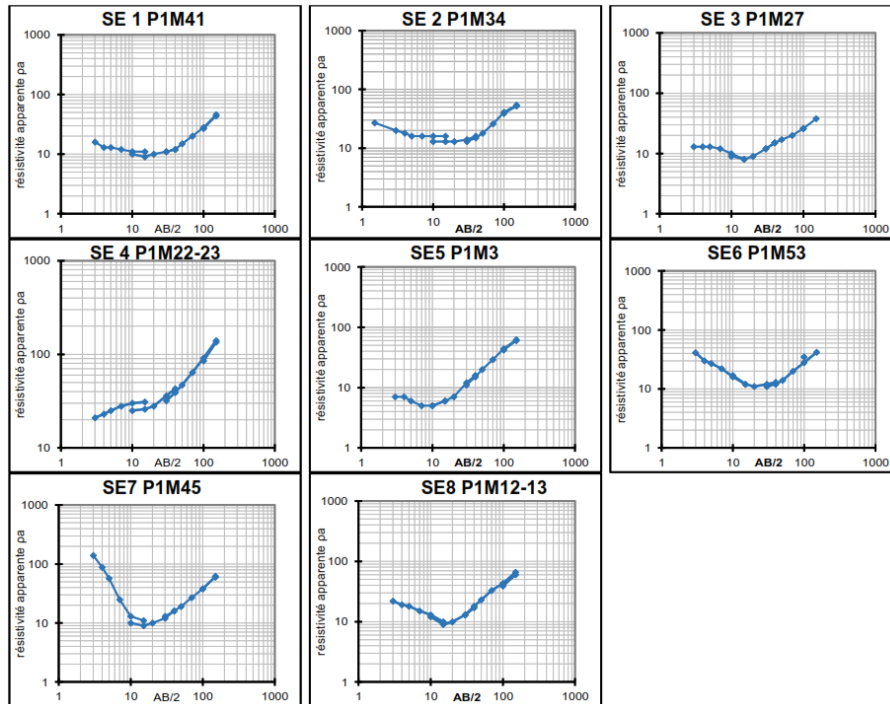 SE 1 P1M41
résistivité apparente ρa
1000
100
10
1
1 10 100 1000
AB/2
SE 2 P1M34
résistivité apparente ρa
1000
100
10
1
1 10 100 1000
AB/2
SE 3 P1M27
résistivité apparente ρa
1000
100
10
1
1 10 100 1000
AB/2
SE 4 P1M22-23
résistivité apparente ρa
1000
100
10
1 10 100 1000
AB/2
SE5 P1M3
résistivité apparente ρa
1000
100
10
1
1 10 100 1000
AB/2
SE6 P1M53
résistivité apparente ρa
1000
100
10
1
1 10 100 1000
AB/2
SE7 P1M45
résistivité apparente ρa
1000
100
10
1
1 10 100 1000
AB/2
SE8 P1M12-13
résistivité apparente ρa
1000
100
10
1
1 10 100 1000
AB/2